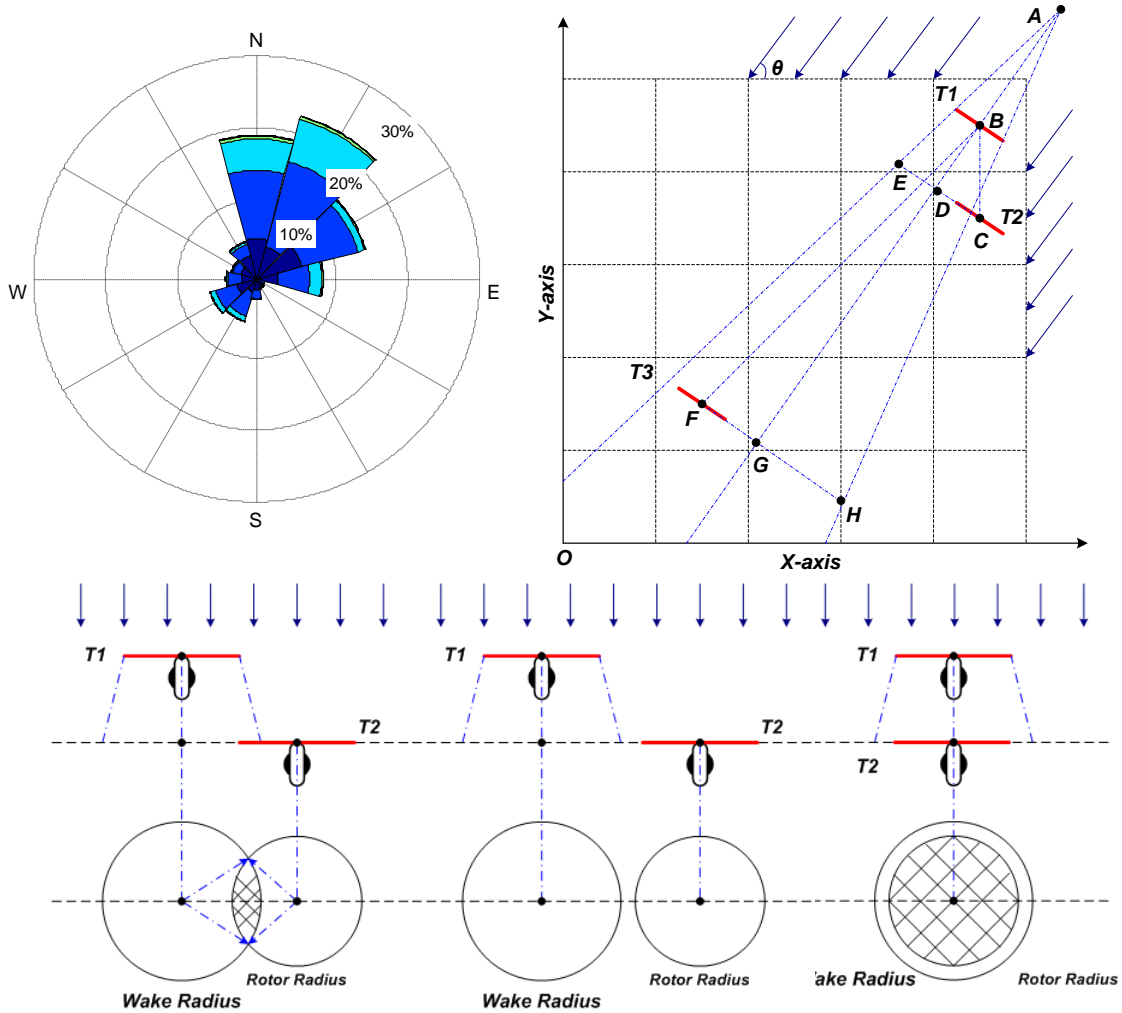 N
30%
20%
10%
W
E
S
A
θ
T1
B
E
D
T2
C
Y-axis
T3
F
G
H
O
X-axis
T1
T2
Wake Radius
Rotor Radius
T1
T2
Wake Radius
Rotor Radius
T1
T2
ake Radius
Rotor Radius